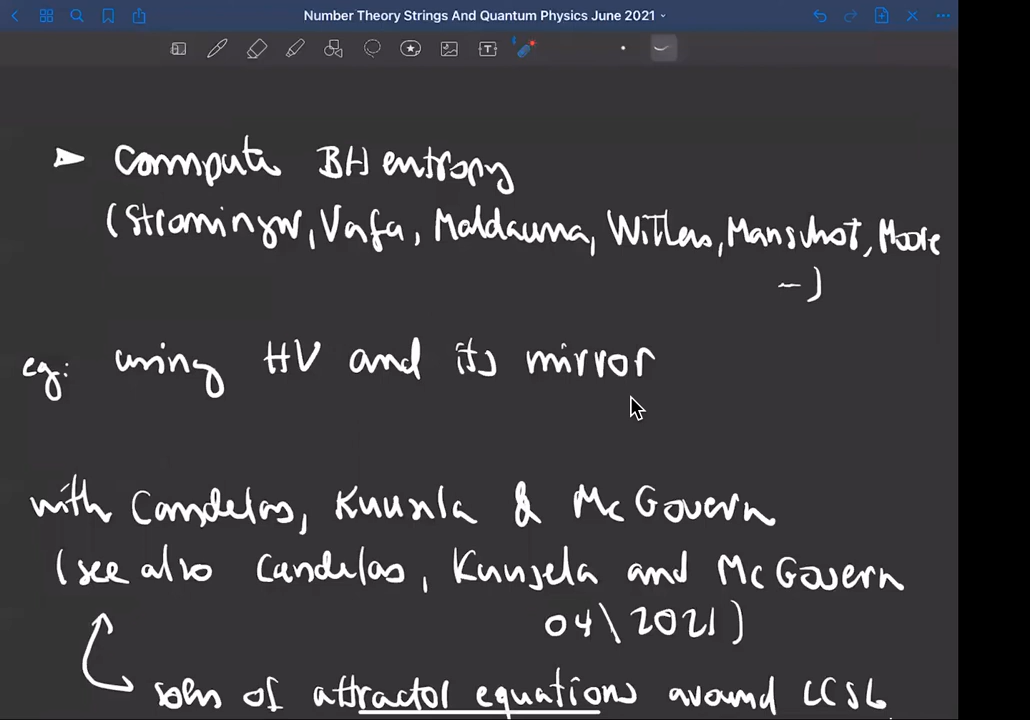 Number Theory Strings And Quantum Physics June 2021
compute BH entropy
(Strominger, Vafa, Maldacena, Witten, Manschot, Moore
—)
eg: using HV and its mirror
with Candelas, Kuusela & McGovern
(see also Candelas, Kuusela and McGovern
04\2021)
solns of attractor equations around LCSL